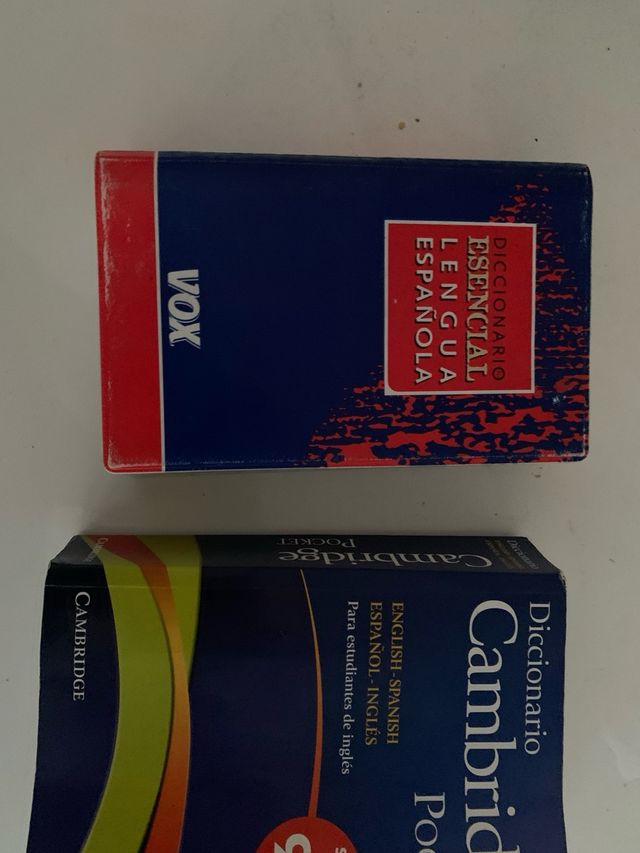 DICCIONARIO
ESENCIAL
LENGUA
ESPAÑOLA
VOX
Cambridge
POCKET
Diccionario
Diccionario
Cambrid
Poc
ENGLISH - SPANISH
ESPAÑOL - INGLÉS
Para estudiantes de inglés
CAMBRIDGE